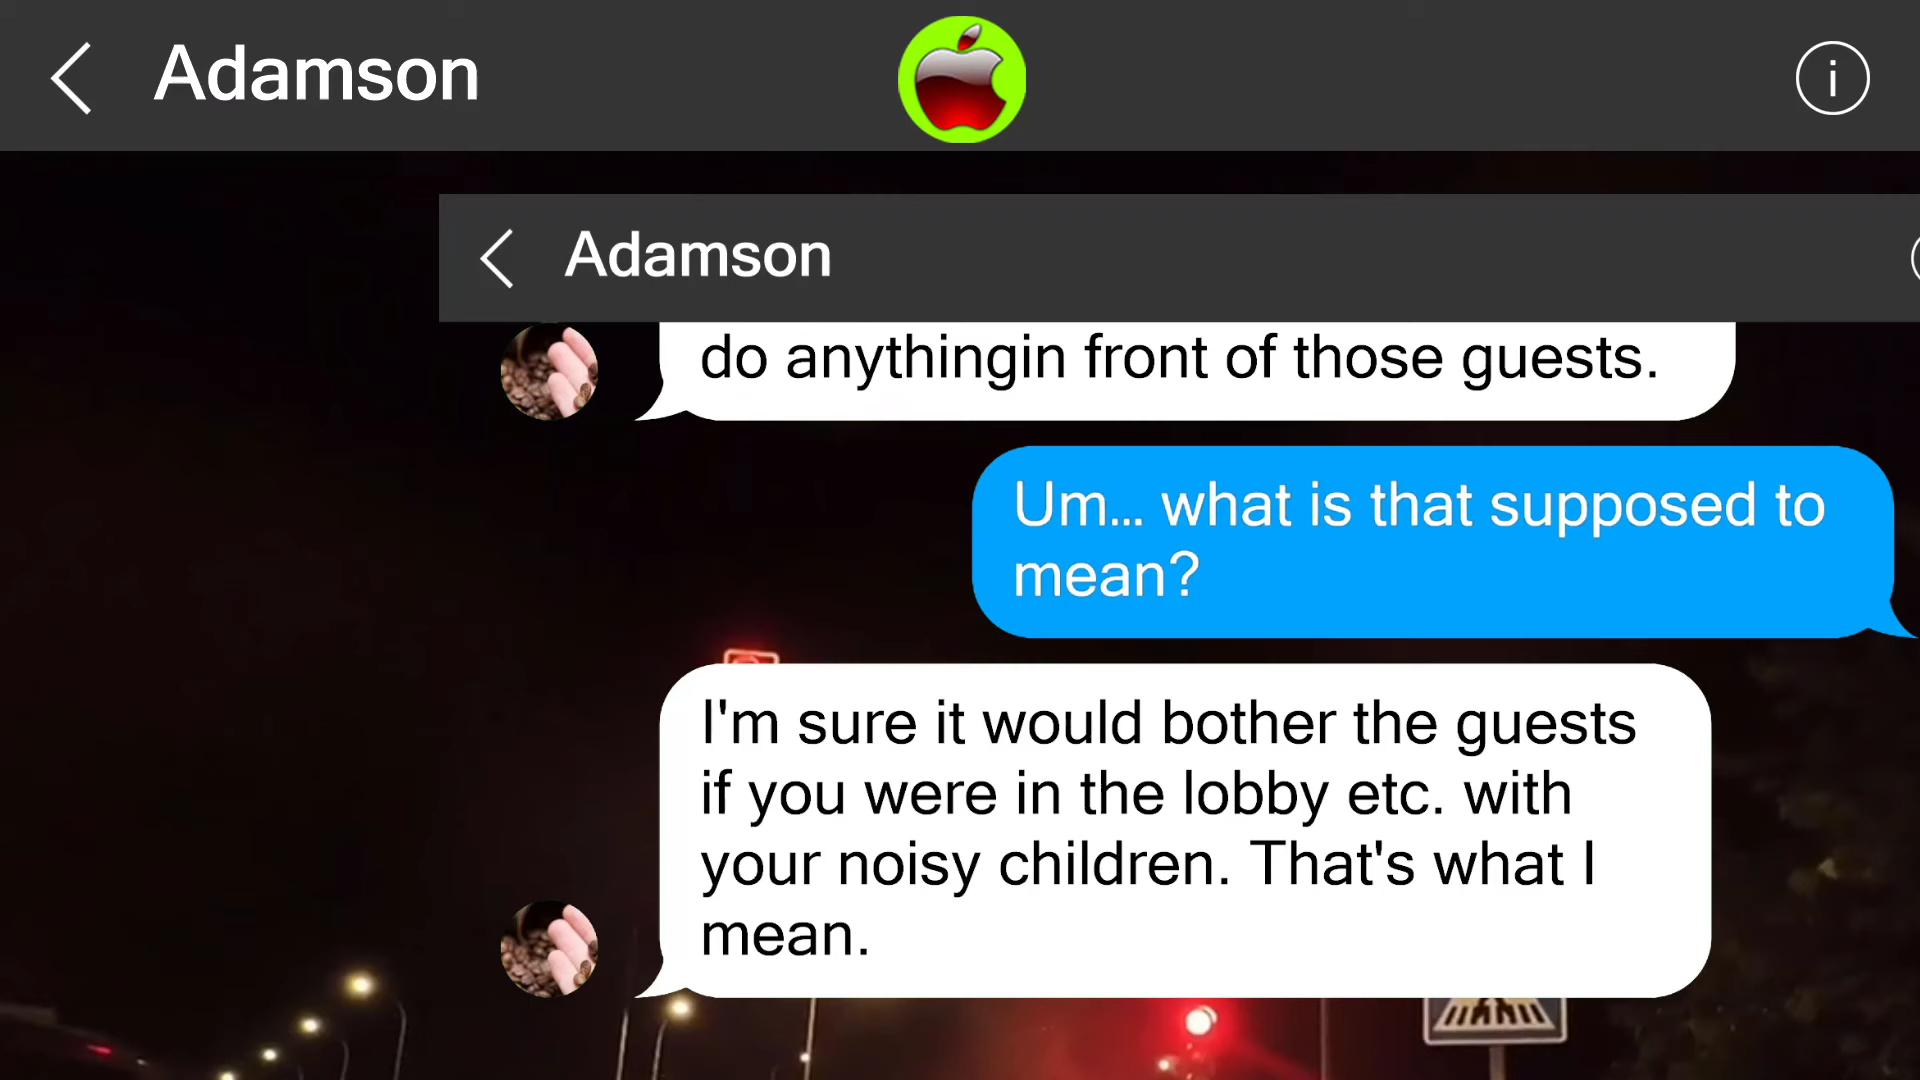 Adamson
i
Adamson
do anythingin front of those guests.
Um... what is that supposed to
mean?
I'm sure it would bother the guests
if you were in the lobby etc. with
your noisy children. That's what I
mean.